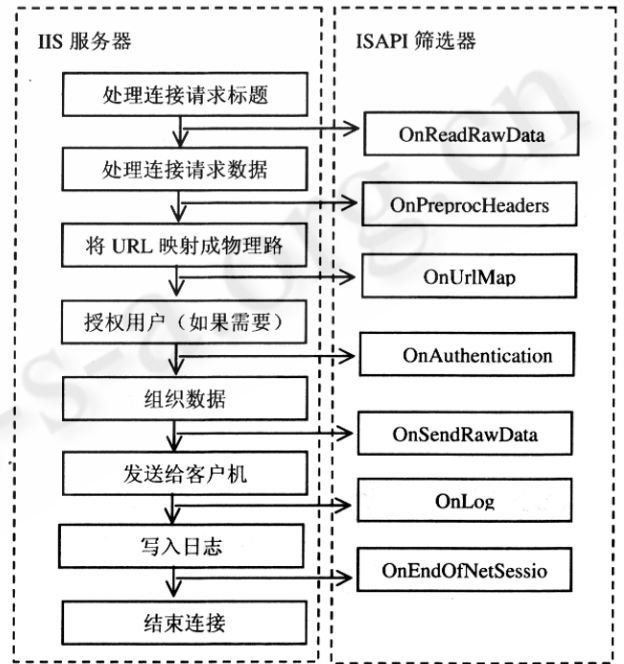 IIS 服务器
处理连接请求标题
处理连接请求数据
将 URL 映射成物理路
授权用户（如果需要）
组织数据
发送给客户机
写入日志
结束连接
ISAPI 筛选器
OnReadRawData
OnPreprocHeaders
OnUrlMap
OnAuthentication
OnSendRawData
OnLog
OnEndOfNetSessio
-s-a.org.cn